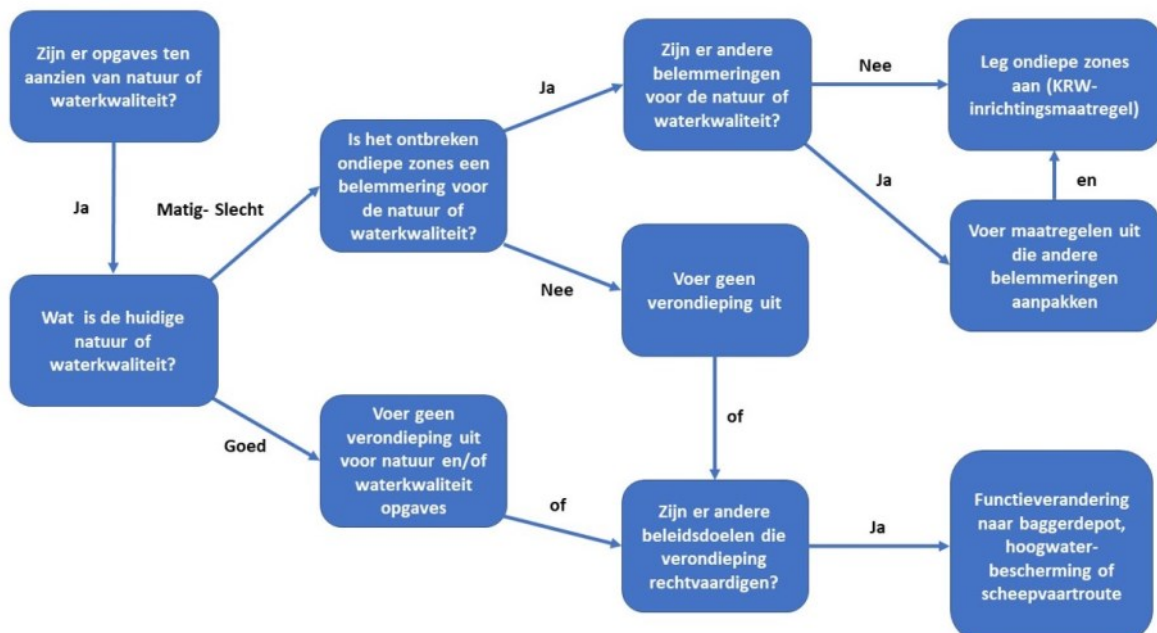 Zijn er opgaves ten
aanzien van natuur of
waterkwaliteit?
Ja
Wat is de huidige
natuur of
waterkwaliteit?
Matig- Slecht
Goed
Is het ontbreken
ondiepe zones een
belemmering voor
de natuur of
waterkwaliteit?
Ja
Nee
Voer geen
verondieping uit
voor natuur en/of
waterkwaliteit
opgaves
of
Zijn er andere
belemmeringen
voor de natuur of
waterkwaliteit?
Nee
Ja
Voer geen
verondieping uit
of
Zijn er andere
beleidsdoelen die
verondieping
rechtvaardigen?
Ja
Leg ondiepe zones
aan (KRW-
inrichtingsmaatregel)
en
Voer maatregelen uit
die andere
belemmeringen
aanpakken
Functieverandering
naar baggerdepot,
hoogwater-
bescherming of
scheepvaartroute